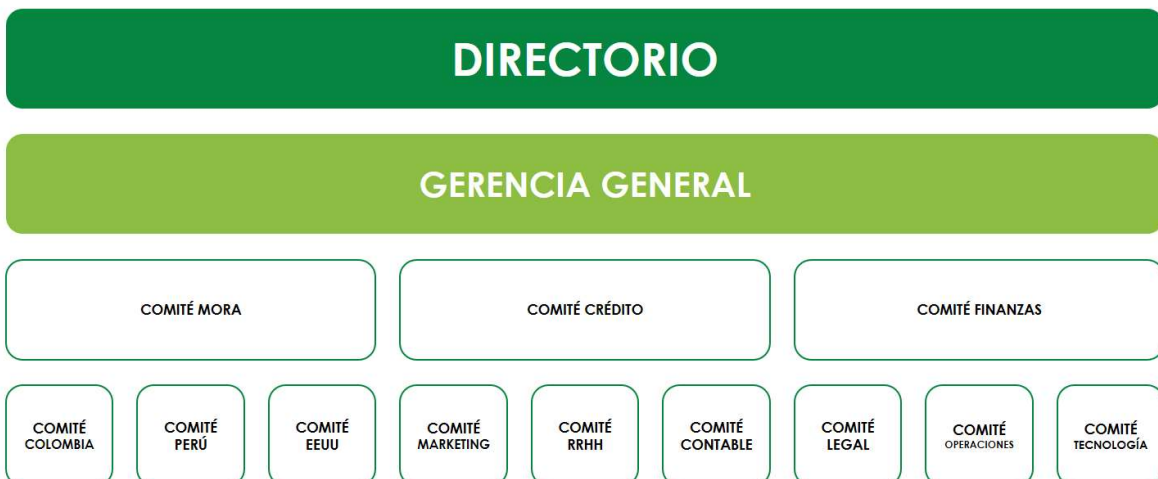 DIRECTORIO
GERENCIA GENERAL
COMITÉ MORA
COMITÉ CRÉDITO
COMITÉ FINANZAS
COMITÉ
COLOMBIA
COMITÉ
PERÚ
COMITÉ
EEUU
COMITÉ
MARKETING
COMITÉ
RRHH
COMITÉ
CONTABLE
COMITÉ
LEGAL
COMITÉ
OPERACIONES
COMITÉ
TECNOLOGÍA